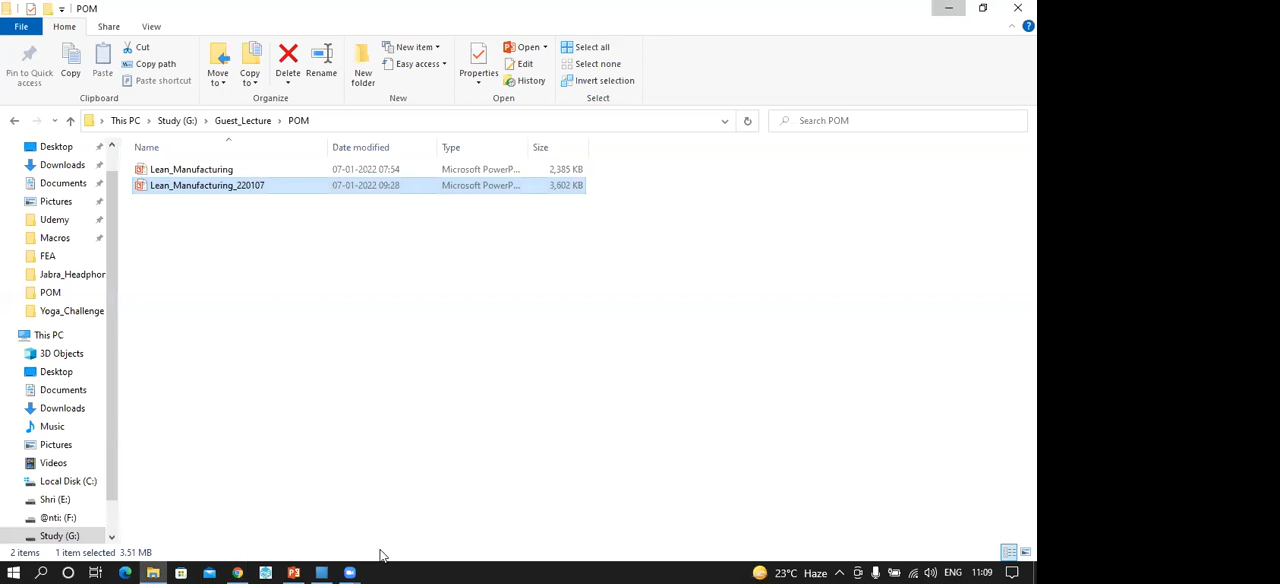 POM
File Home Share View
Pin to Quick access
Copy
Paste
Cut
Copy path
Paste shortcut
Clipboard
Move to
Copy to
Delete
Rename
Organize
New folder
New item
Easy access
New
Properties
Open
Edit
History
Open
Select all
Select none
Invert selection
Select
This PC › Study (G:) › Guest_Lecture › POM
Search POM
Name Date modified Type Size
Lean_Manufacturing 07-01-2022 07:54 Microsoft PowerP... 2,385 KB
Lean_Manufacturing_220107 07-01-2022 09:28 Microsoft PowerP... 3,602 KB
Desktop
Downloads
Documents
Pictures
Udemy
Macros
FEA
Jabra_Headphor
POM
Yoga_Challenge
This PC
3D Objects
Desktop
Documents
Downloads
Music
Pictures
Videos
Local Disk (C:)
Shri (E:)
@nti: (F:)
Study (G:)
2 items 1 item selected 3.51 MB
23°C Haze ENG 11:09